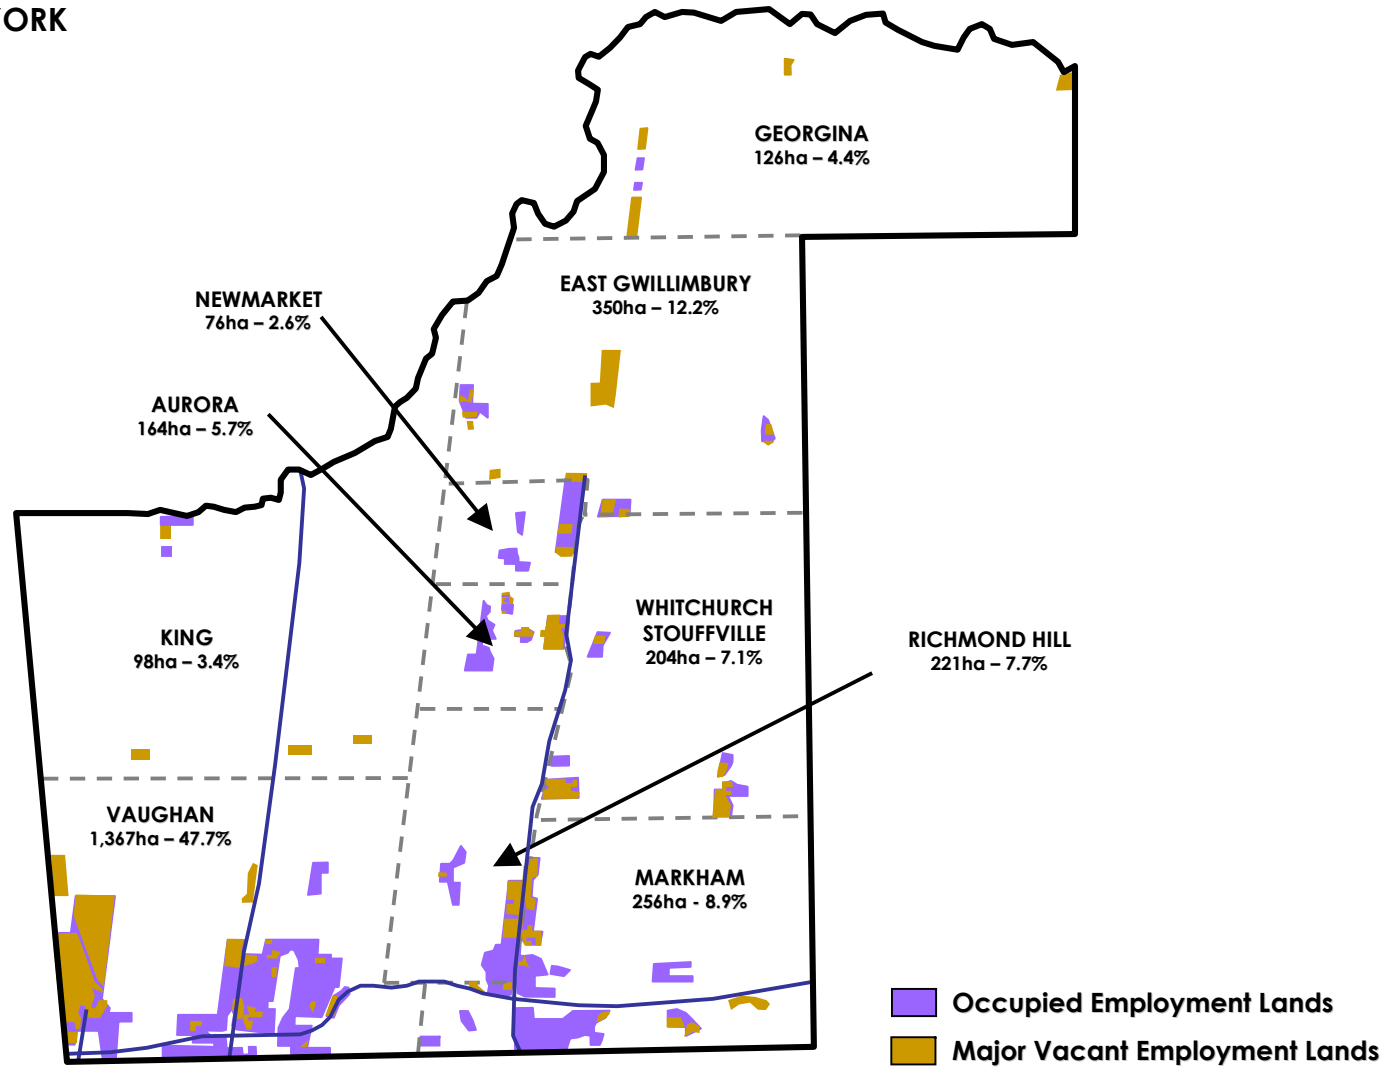 YORK
GEORGINA
126ha – 4.4%
EAST GWILLIMBURY
350ha – 12.2%
NEWMARKET
76ha – 2.6%
AURORA
164ha – 5.7%
WHITCHURCH
STOUFFVILLE
204ha – 7.1%
KING
98ha – 3.4%
RICHMOND HILL
221ha – 7.7%
VAUGHAN
1,367ha – 47.7%
MARKHAM
256ha - 8.9%
Occupied Employment Lands
Major Vacant Employment Lands